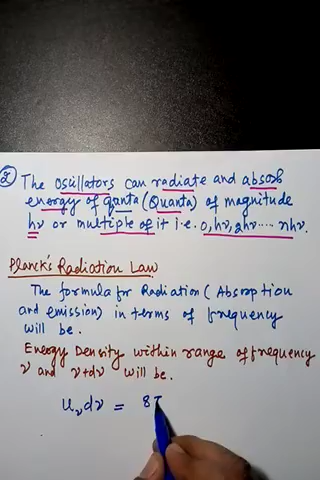 ② The oscillators can radiate and absorb
energy of qanta (Quanta) of magnitude
hν or multiple of it i.e. 0, hν, 2hν ---- nhν.
Planck's Radiation Law
The formula for Radiation (Absorption
and emission) in terms of frequency
will be.
Energy Density within range of frequency
ν and ν+dν will be.
uνdν = 8π